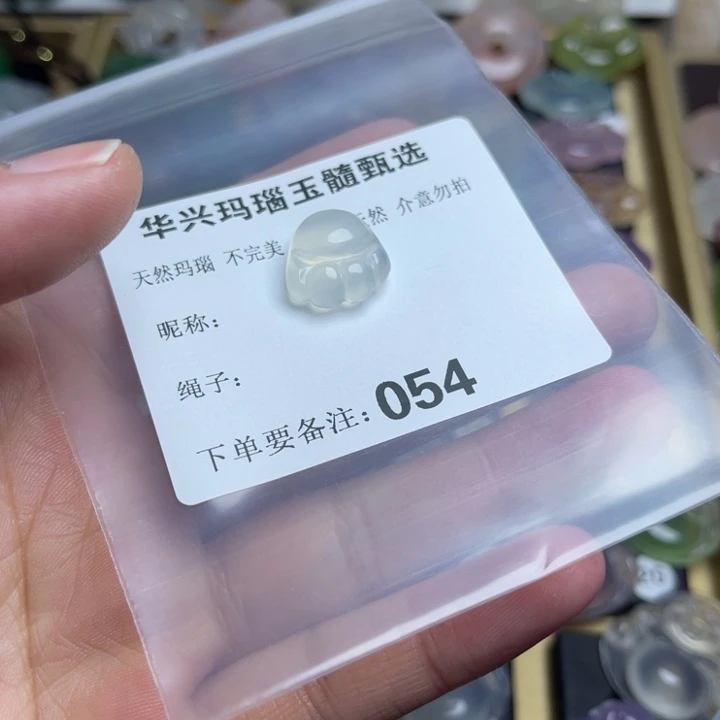 华兴玛瑙玉髓甄选
天然玛瑙 不完美 然 介意勿拍
昵称:
绳子:
下单要备注: 054
20